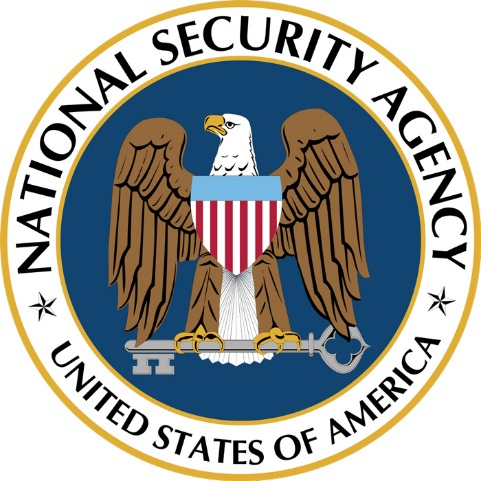 NATIONAL SECURITY AGENCY
UNITED STATES OF AMERICA